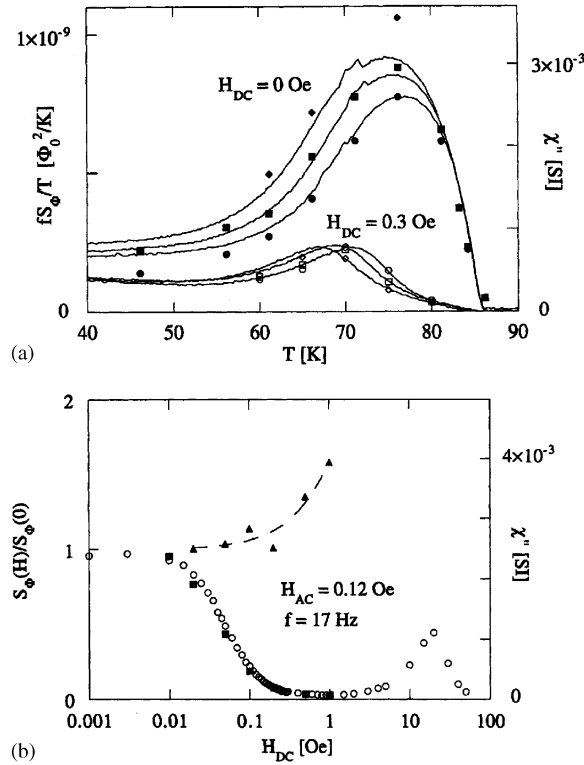 1×10⁻⁹
fS_Φ/T [Φ₀²/K]
0
H_DC = 0 Oe
H_DC = 0.3 Oe
3×10⁻³
χ" [SI]
0
40 50 60 70 80 90
T [K]
(a)
2
1
0
S_Φ(H)/S_Φ(0)
4×10⁻³
χ" [SI]
0
H_AC = 0.12 Oe
f = 17 Hz
0.001 0.01 0.1 1 10 100
H_DC [Oe]
(b)